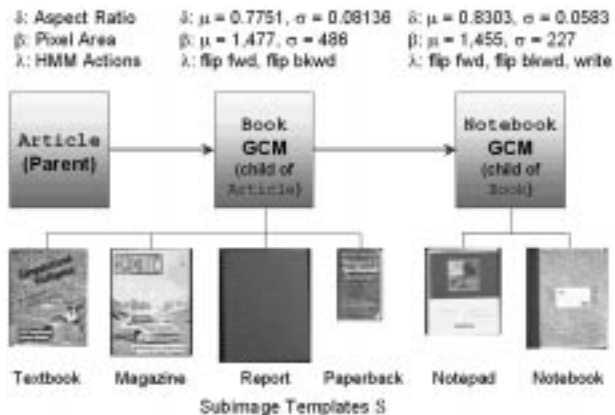 δ: Aspect Ratio
β: Pixel Area
λ: HMM Actions
δ: μ = 0.7751, σ = 0.08136
β: μ = 1,477, σ = 486
λ: flip fwd, flip bkwd
δ: μ = 0.8303, σ = 0.0583
β: μ = 1,455, σ = 227
λ: flip fwd, flip bkwd, write
Article
(Parent)
Book
GCM
(child of
Article)
Notebook
GCM
(child of
Book)
Textbook
Magazine
Report
Paperback
Notepad
Notebook
Subimage Templates S